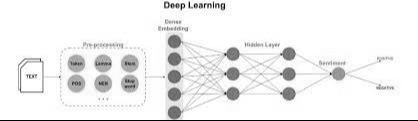 Deep Learning
Dense
Embedding
Pre-processing
Hidden Layer
Token
Lemma
Stem
Sentiment
TEXT
POS
NER
Stop
word
...